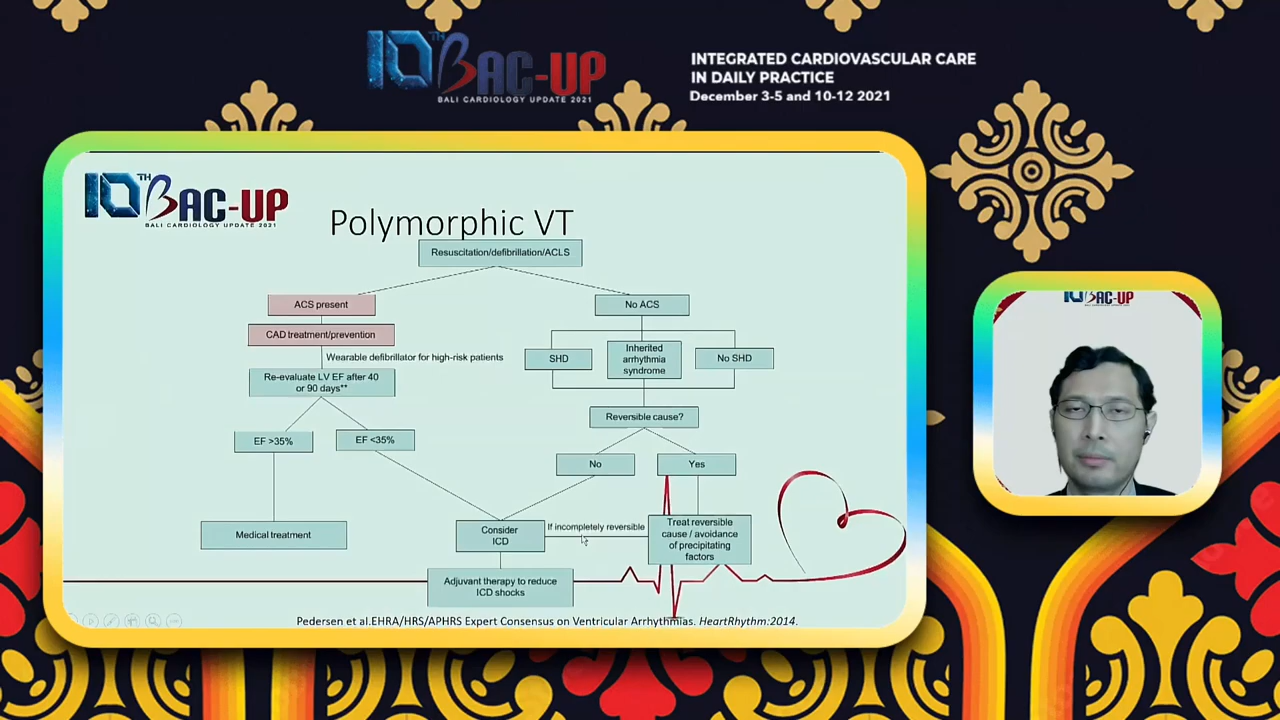 10TH BAC-UP
BALI CARDIOLOGY UPDATE 2021
INTEGRATED CARDIOVASCULAR CARE
IN DAILY PRACTICE
December 3-5 and 10-12 2021
10TH BAC-UP
BALI CARDIOLOGY UPDATE 2021
Polymorphic VT
Resuscitation/defibrillation/ACLS
ACS present
No ACS
CAD treatment/prevention
Wearable defibrillator for high-risk patients
SHD
Inherited
arrhythmia
syndrome
No SHD
Re-evaluate LV EF after 40
or 90 days**
Reversible cause?
EF >35%
EF <35%
No
Yes
Medical treatment
Consider
ICD
If incompletely reversible
Treat reversible
cause / avoidance
of precipitating
factors
Adjuvant therapy to reduce
ICD shocks
Pedersen et al.EHRA/HRS/APHRS Expert Consensus on Ventricular Arrhythmias. HeartRhythm:2014.
10 BAC-UP